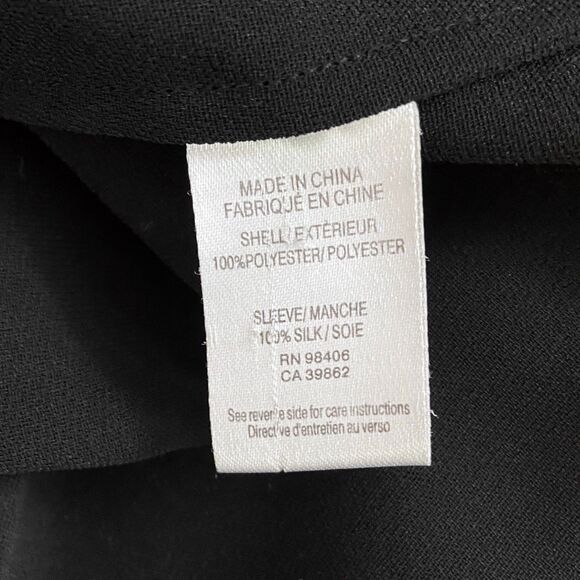 MADE IN CHINA
FABRIQUÉ EN CHINE
SHELL/ EXTÉRIEUR
100%POLYESTER/ POLYESTER
SLEEVE/ MANCHE
100% SILK/ SOIE
RN 98406
CA 39862
See reverse side for care instructions
Directive d'entretien au verso